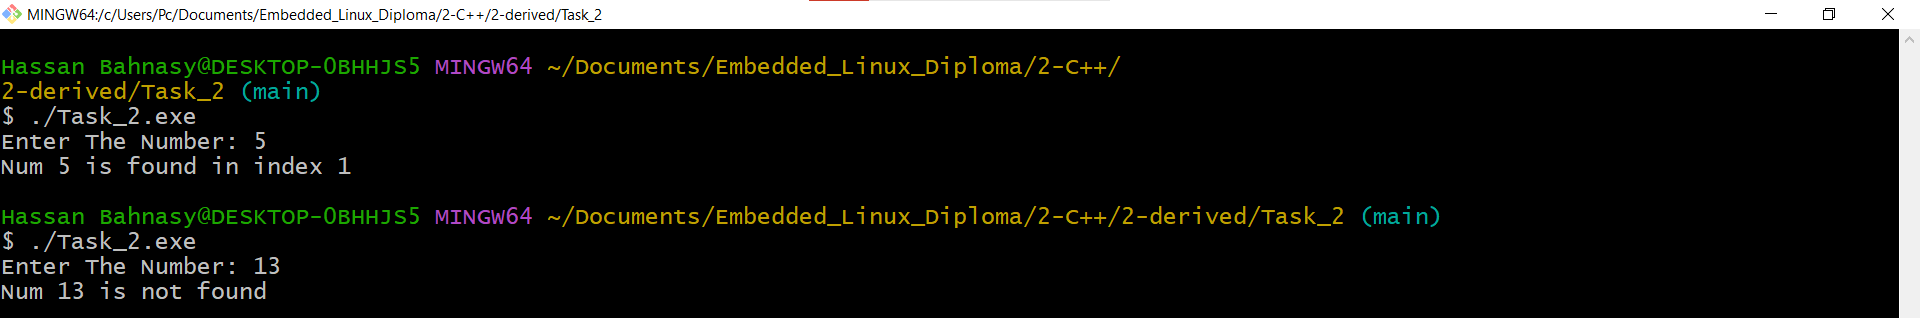 MINGW64:/c/Users/Pc/Documents/Embedded_Linux_Diploma/2-C++/2-derived/Task_2
Hassan Bahnasy@DESKTOP-0BHHJS5 MINGW64 ~/Documents/Embedded_Linux_Diploma/2-C++/
2-derived/Task_2 (main)
$ ./Task_2.exe
Enter The Number: 5
Num 5 is found in index 1
Hassan Bahnasy@DESKTOP-0BHHJS5 MINGW64 ~/Documents/Embedded_Linux_Diploma/2-C++/2-derived/Task_2 (main)
$ ./Task_2.exe
Enter The Number: 13
Num 13 is not found